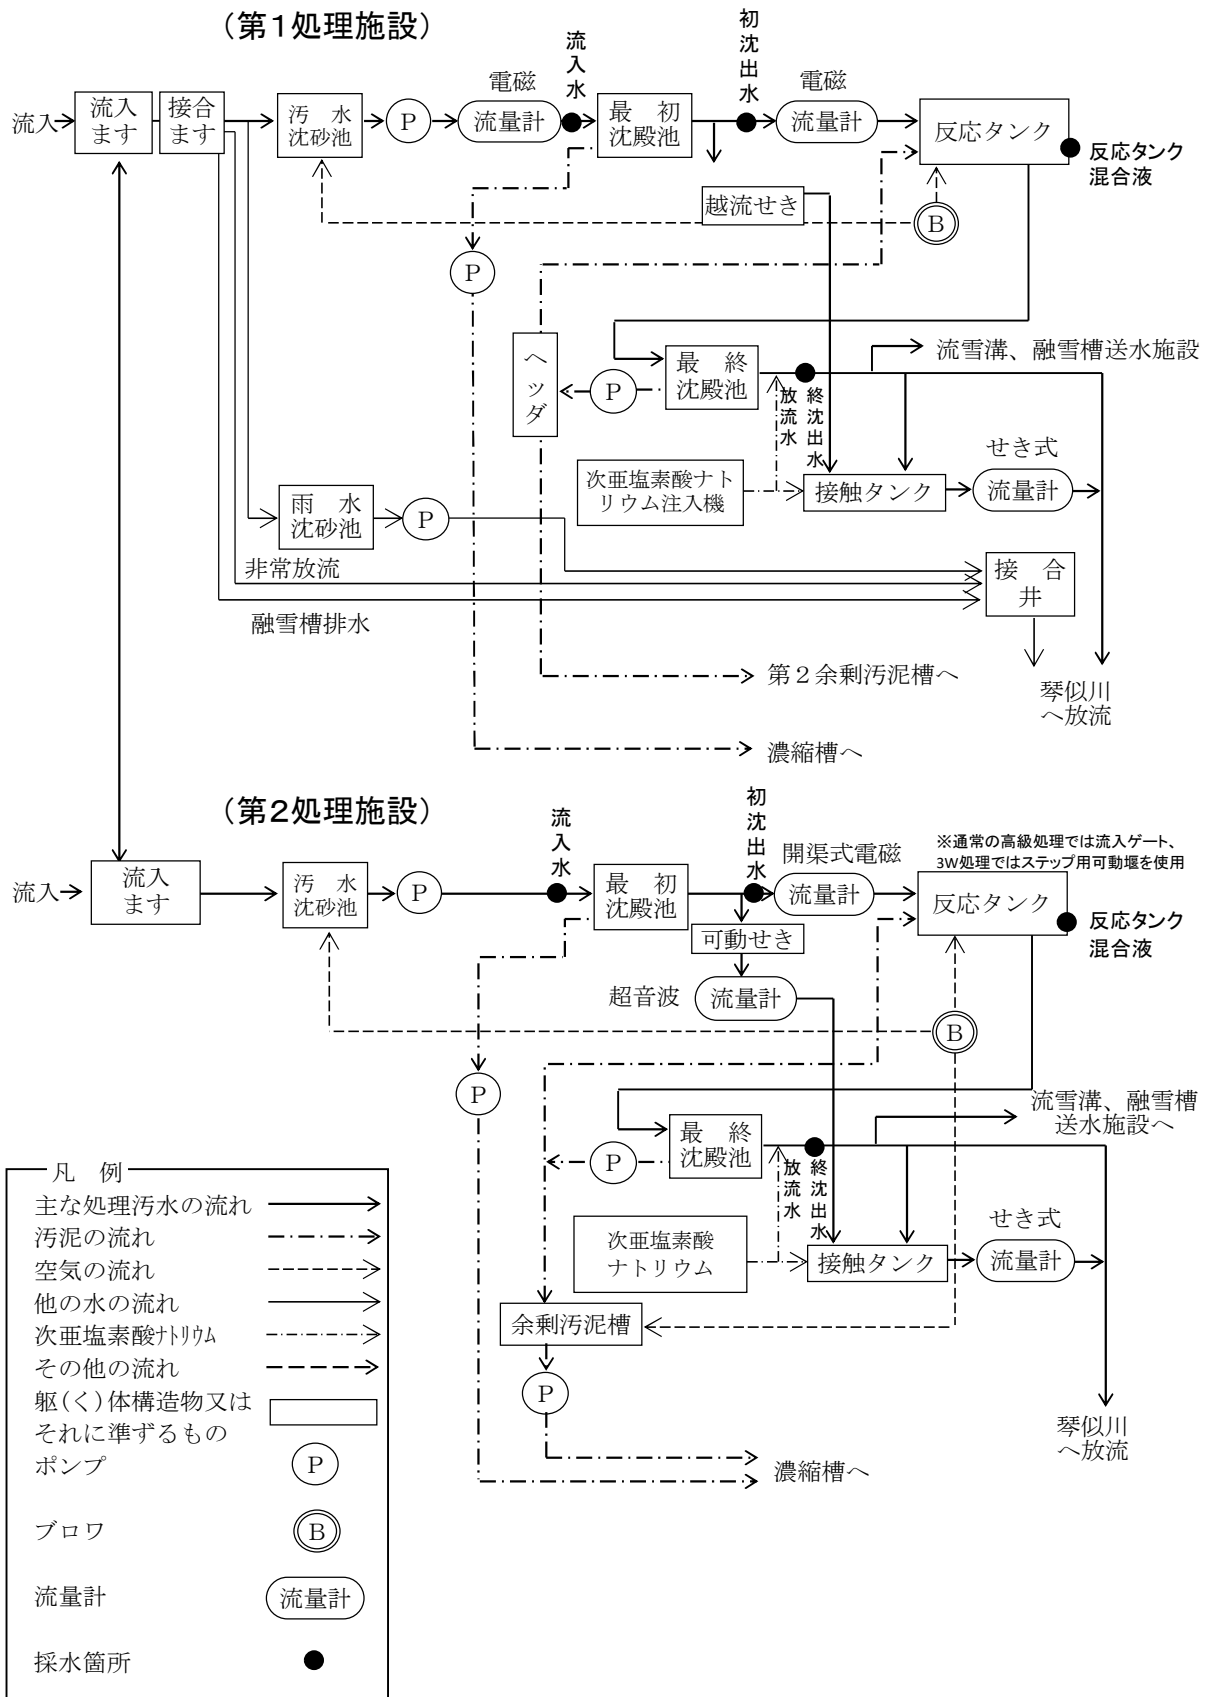 （第１処理施設）
流入水
初沈出水
電磁
電磁
流入
流入
ます
接合
ます
汚　水
沈砂池
P
流量計
最　初
沈殿池
流量計
反応タンク
反応タンク
混合液
越流せき
B
P
ヘッダ
最　終
沈殿池
P
流雪溝、融雪槽送水施設
放流水
終沈出水
せき式
次亜塩素酸ナト
リウム注入機
接触タンク
流量計
雨　水
沈砂池
P
非常放流
融雪槽排水
接　合
井
第２余剰汚泥槽へ
琴似川
へ放流
濃縮槽へ
（第２処理施設）
流入水
初沈出水
※通常の高級処理では流入ゲート、
3W処理ではステップ用可動堰を使用
開渠式電磁
流入
流入
ます
汚　水
沈砂池
P
最　初
沈殿池
流量計
反応タンク
反応タンク
混合液
可動せき
超音波
流量計
B
P
流雪溝、融雪槽
送水施設へ
最　終
沈殿池
P
放流水
終沈出水
せき式
次亜塩素酸
ナトリウム
接触タンク
流量計
余剰汚泥槽
P
琴似川
へ放流
濃縮槽へ
凡　例
主な処理汚水の流れ
汚泥の流れ
空気の流れ
他の水の流れ
次亜塩素酸ﾅﾄﾘｳﾑ
その他の流れ
躯(く)体構造物又は
それに準ずるもの
ポンプ
P
ブロワ
B
流量計
流量計
採水箇所